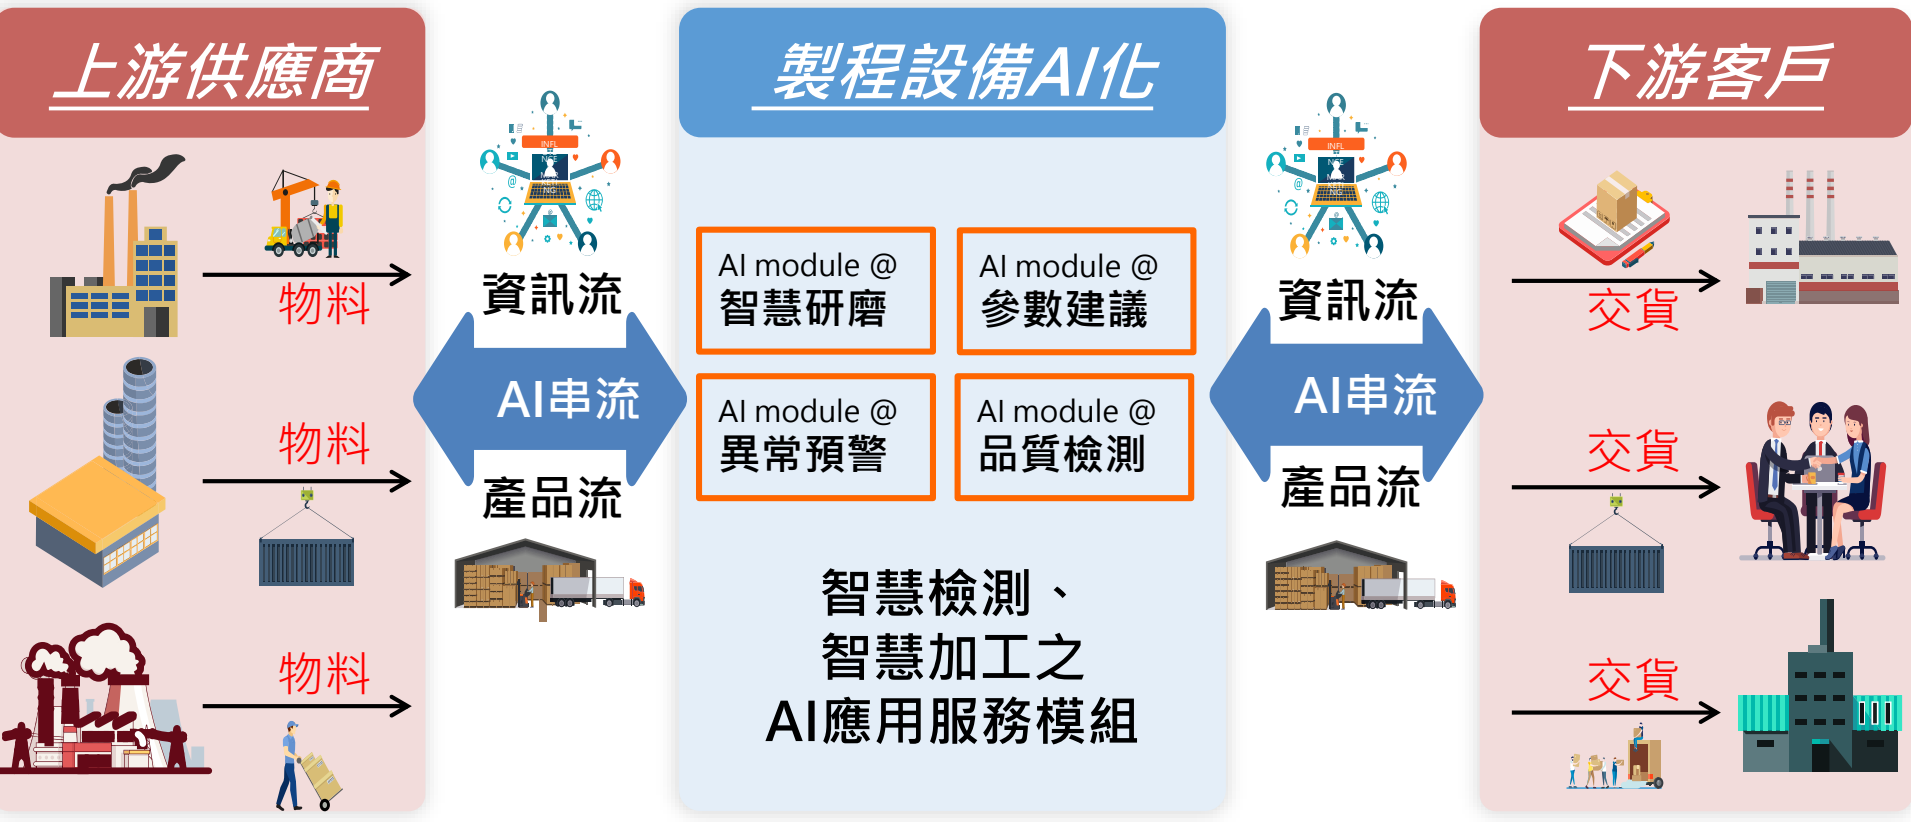 上游供應商
物料
物料
物料
資訊流
AI串流
產品流
製程設備AI化
AI module @
智慧研磨
AI module @
參數建議
AI module @
異常預警
AI module @
品質檢測
智慧檢測、
智慧加工之
AI應用服務模組
資訊流
AI串流
產品流
下游客戶
交貨
交貨
交貨